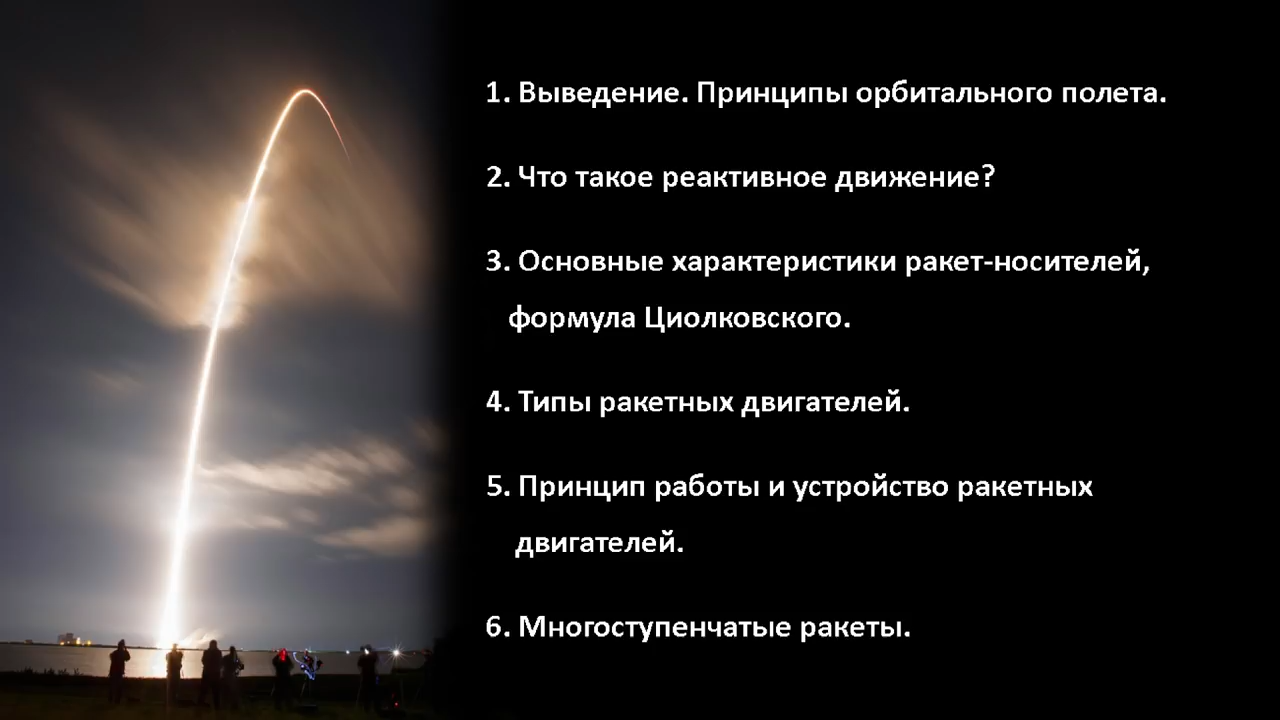 1. Выведение. Принципы орбитального полета.
2. Что такое реактивное движение?
3. Основные характеристики ракет-носителей,
формула Циолковского.
4. Типы ракетных двигателей.
5. Принцип работы и устройство ракетных
двигателей.
6. Многоступенчатые ракеты.